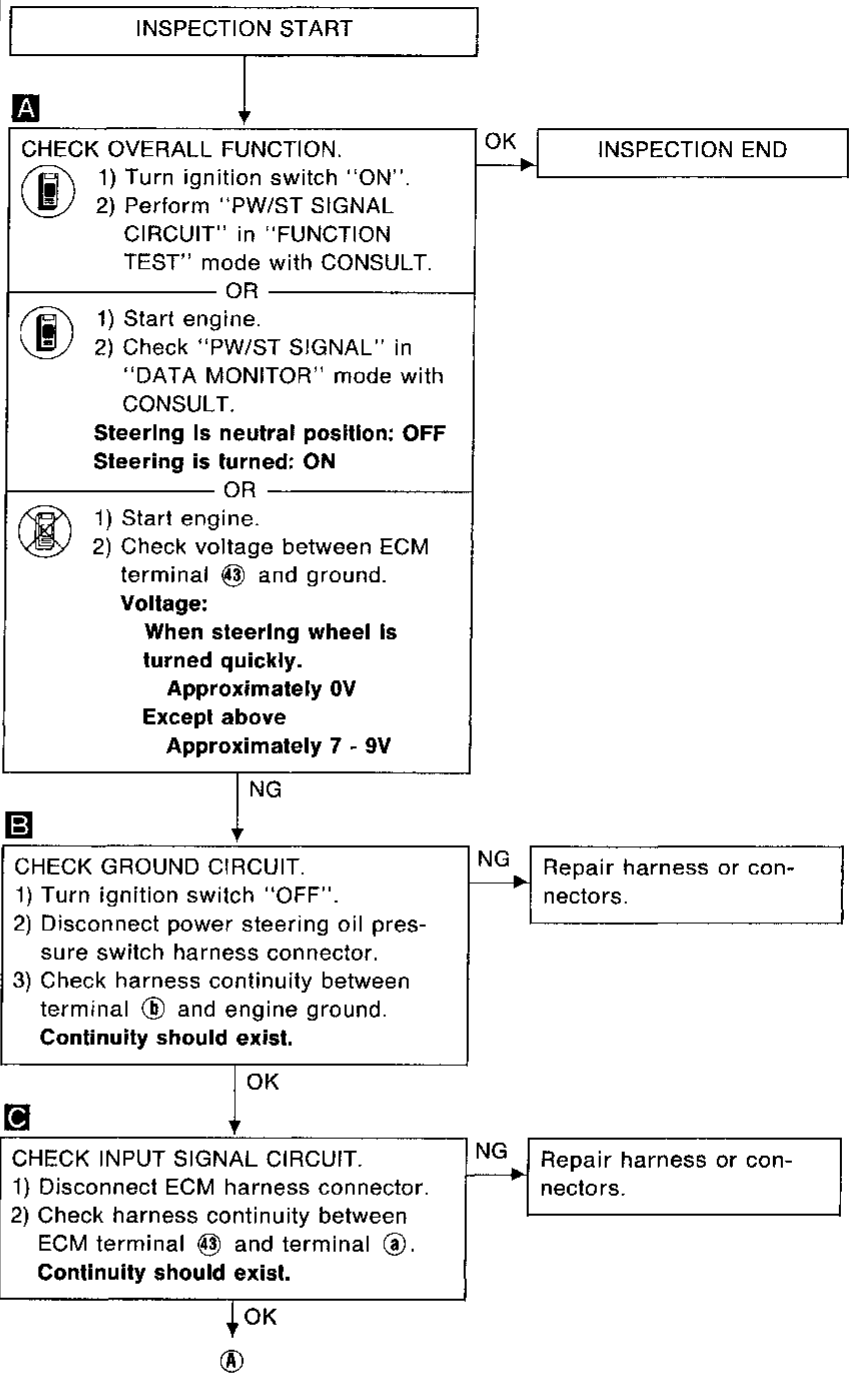 INSPECTION START
A
CHECK OVERALL FUNCTION.
1) Turn ignition switch "ON".
2) Perform "PW/ST SIGNAL
CIRCUIT" in "FUNCTION
TEST" mode with CONSULT.
OK
INSPECTION END
OR
1) Start engine.
2) Check "PW/ST SIGNAL" in
"DATA MONITOR" mode with
CONSULT.
Steering is neutral position: OFF
Steering is turned: ON
OR
1) Start engine.
2) Check voltage between ECM
terminal ㊸ and ground.
Voltage:
When steering wheel is
turned quickly.
Approximately 0V
Except above
Approximately 7 - 9V
NG
B
CHECK GROUND CIRCUIT.
1) Turn ignition switch "OFF".
2) Disconnect power steering oil pres-
sure switch harness connector.
3) Check harness continuity between
terminal ⓑ and engine ground.
Continuity should exist.
NG
Repair harness or con-
nectors.
OK
C
CHECK INPUT SIGNAL CIRCUIT.
1) Disconnect ECM harness connector.
2) Check harness continuity between
ECM terminal ㊸ and terminal ⓐ.
Continuity should exist.
NG
Repair harness or con-
nectors.
OK
Ⓐ